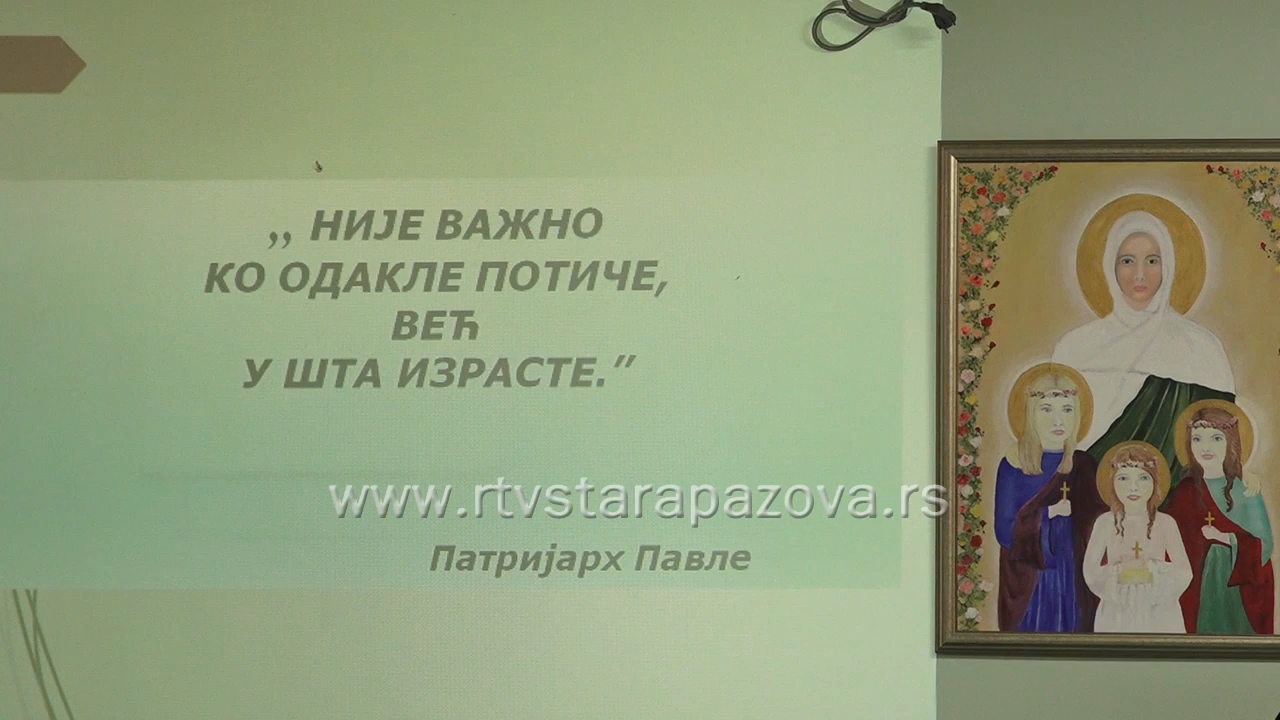 ,, НИЈЕ ВАЖНО
КО ОДАКЛЕ ПОТИЧЕ,
ВЕЋ
У ШТА ИЗРАСТЕ.”
www.rtvstarapazova.rs
Патријарх Павле